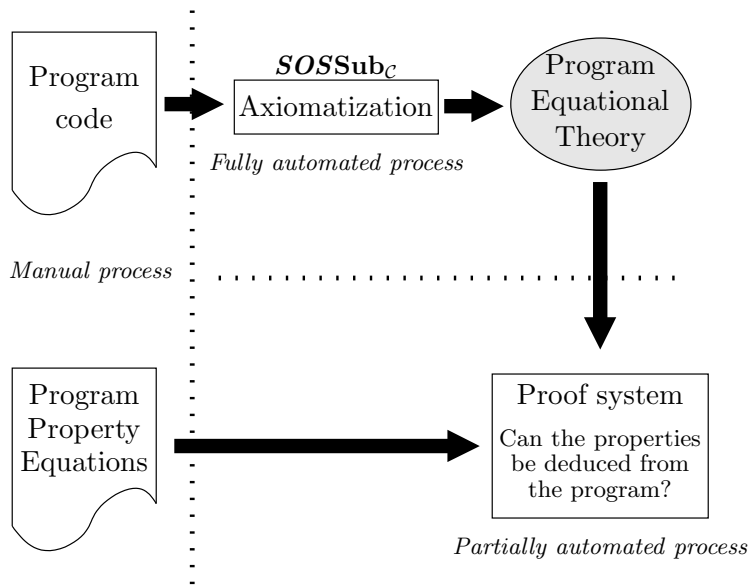 Program
code
SOSSub_C
Axiomatization
Fully automated process
Program
Equational
Theory
Manual process
Program
Property
Equations
Proof system
Can the properties
be deduced from
the program?
Partially automated process